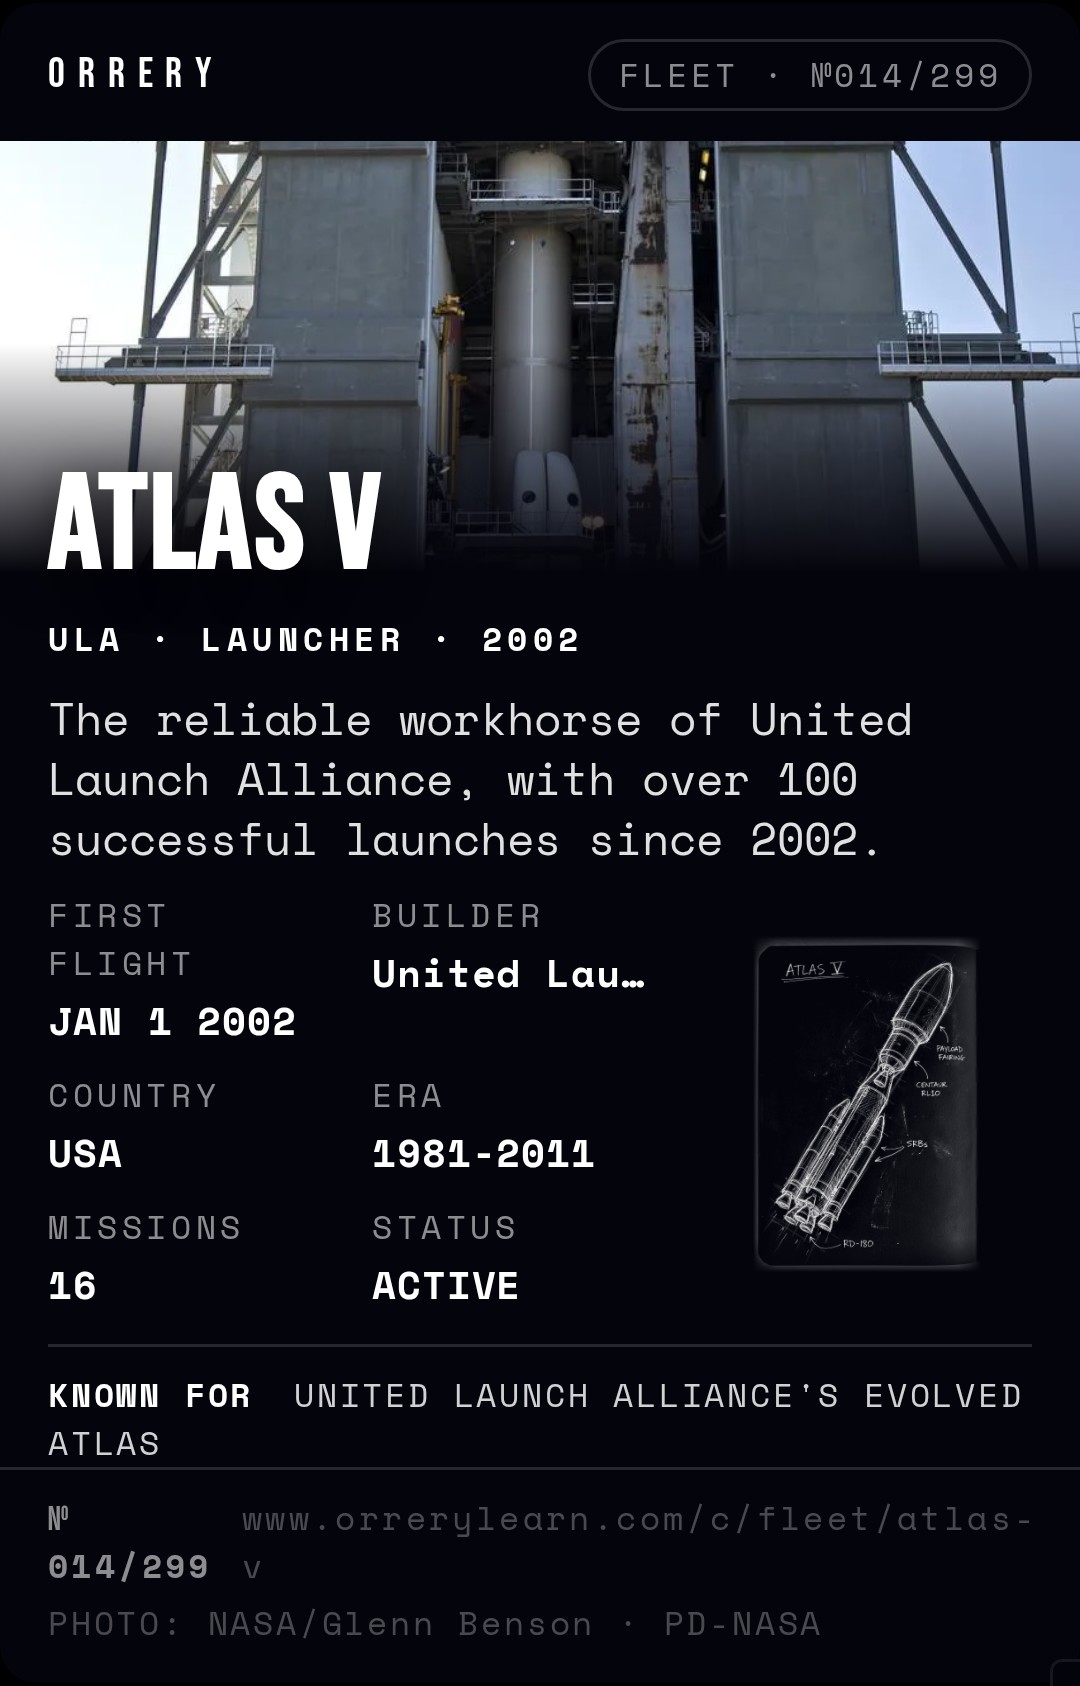 ORRERY
FLEET · №014/299
ATLAS V
ULA · LAUNCHER · 2002
The reliable workhorse of United
Launch Alliance, with over 100
successful launches since 2002.
FIRST
FLIGHT
JAN 1 2002
BUILDER
United Lau…
COUNTRY
USA
ERA
1981-2011
MISSIONS
16
STATUS
ACTIVE
ATLAS V
PAYLOAD
FAIRING
CENTAUR
RL10
SRBs
RD-180
KNOWN FOR UNITED LAUNCH ALLIANCE'S EVOLVED
ATLAS
№
014/299
www.orrerylearn.com/c/fleet/atlas-
v
PHOTO: NASA/Glenn Benson · PD-NASA